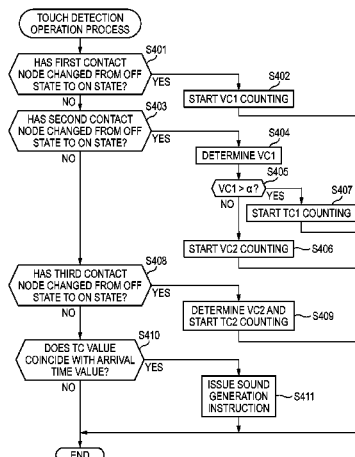 TOUCH DETECTION
OPERATION PROCESS
S401
HAS FIRST CONTACT
NODE CHANGED FROM OFF
STATE TO ON STATE?
YES
NO
S402
START VC1 COUNTING
S403
HAS SECOND CONTACT
NODE CHANGED FROM OFF
STATE TO ON STATE?
YES
NO
S404
DETERMINE VC1
S405
VC1 > α?
YES
NO
S407
START TC1 COUNTING
START VC2 COUNTING
S406
S408
HAS THIRD CONTACT
NODE CHANGED FROM OFF
STATE TO ON STATE?
YES
NO
DETERMINE VC2 AND
START TC2 COUNTING
S409
S410
DOES TC VALUE
COINCIDE WITH ARRIVAL
TIME VALUE?
YES
NO
ISSUE SOUND
GENERATION
INSTRUCTION
S411
END